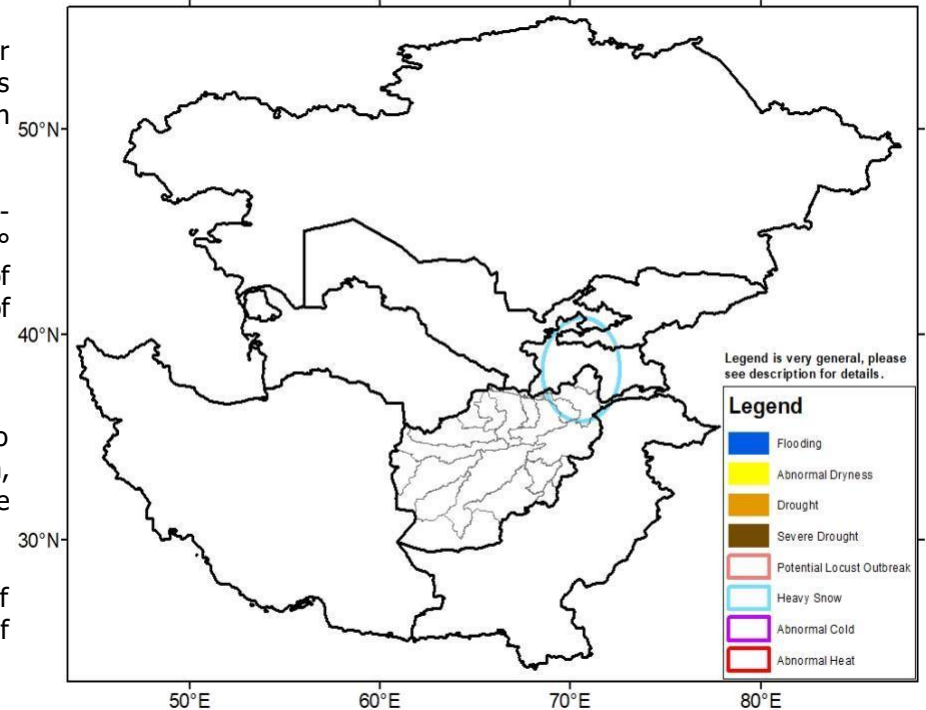 r
s
n
-
°
f
f
o
,
e
f
f
50°N
40°N
30°N
50°E
60°E
70°E
80°E
Legend is very general, please
see description for details.
Legend
Flooding
Abnormal Dryness
Drought
Severe Drought
Potential Locust Outbreak
Heavy Snow
Abnormal Cold
Abnormal Heat